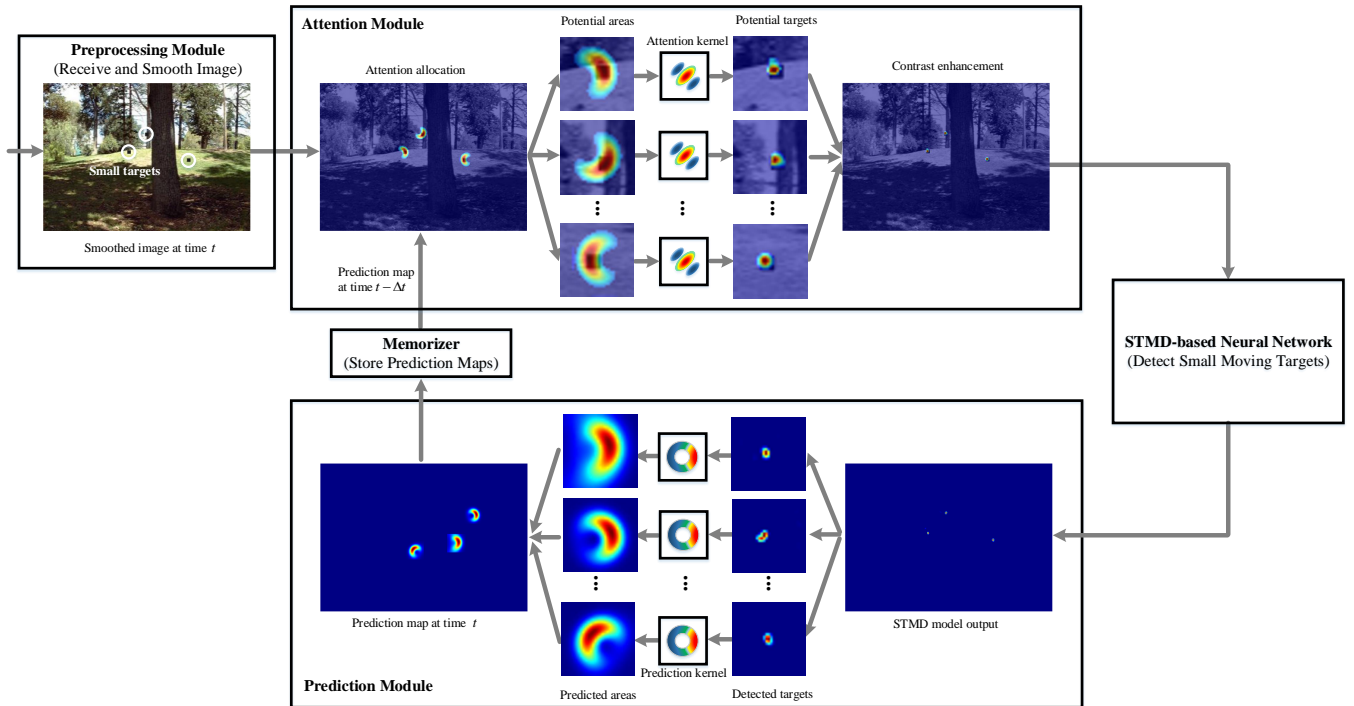 Preprocessing Module
(Receive and Smooth Image)
Small targets
Smoothed image at time t
Attention Module
Attention allocation
Potential areas
Attention kernel
Potential targets
Contrast enhancement
Prediction map
at time t − Δt
Memorizer
(Store Prediction Maps)
STMD-based Neural Network
(Detect Small Moving Targets)
Prediction map at time t
Predicted areas
Prediction kernel
Detected targets
STMD model output
Prediction Module